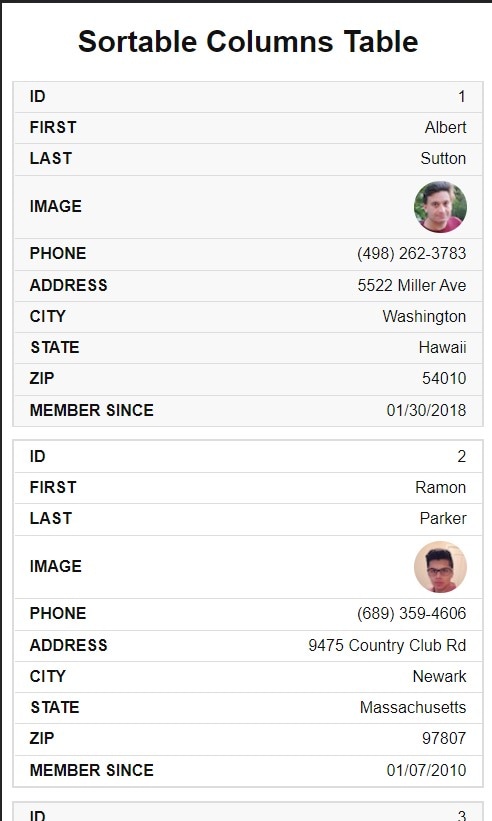 Sortable Columns Table
ID 1
FIRST Albert
LAST Sutton
IMAGE
PHONE (498) 262-3783
ADDRESS 5522 Miller Ave
CITY Washington
STATE Hawaii
ZIP 54010
MEMBER SINCE 01/30/2018
ID 2
FIRST Ramon
LAST Parker
IMAGE
PHONE (689) 359-4606
ADDRESS 9475 Country Club Rd
CITY Newark
STATE Massachusetts
ZIP 97807
MEMBER SINCE 01/07/2010
ID 3